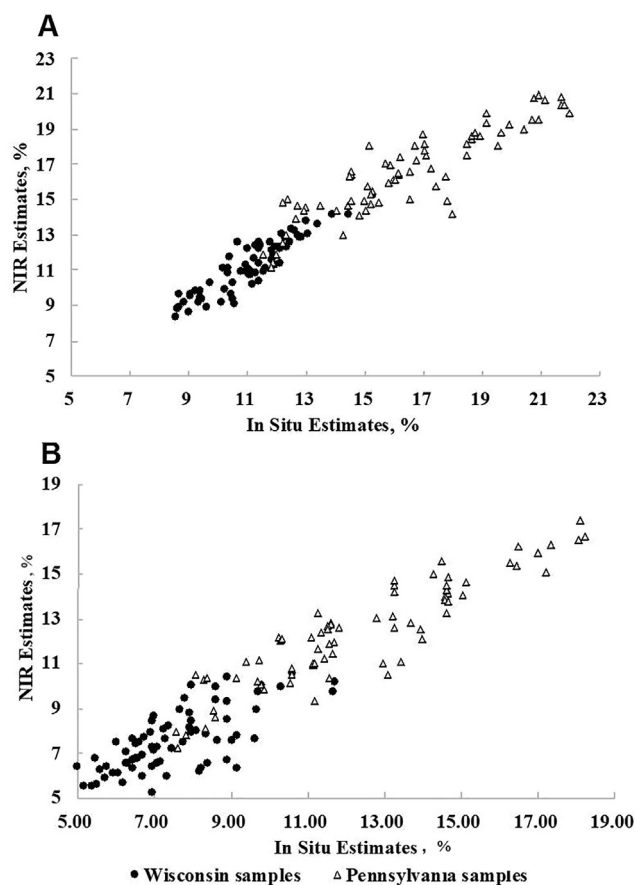 A
23
21
19
17
15
13
11
9
7
5
NIR Estimates, %
5 7 9 11 13 15 17 19 21 23
In Situ Estimates, %
B
19
17
15
13
11
9
7
5
NIR Estimates, %
5.00 7.00 9.00 11.00 13.00 15.00 17.00 19.00
In Situ Estimates , %
Wisconsin samples Pennsylvania samples